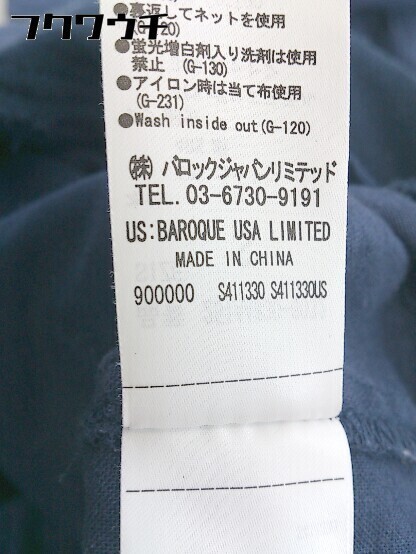 フクウロウチ
●裏返してネットを使用
(G-120)
●蛍光増白剤入り洗剤は使用
禁止 (G-130)
●アイロン時は当て布使用
(G-231)
●Wash inside out(G-120)
㈱ バロックジャパンリミテッド
TEL. 03-6730-9191
US:BAROQUE USA LIMITED
MADE IN CHINA
900000 S411330 S411330US